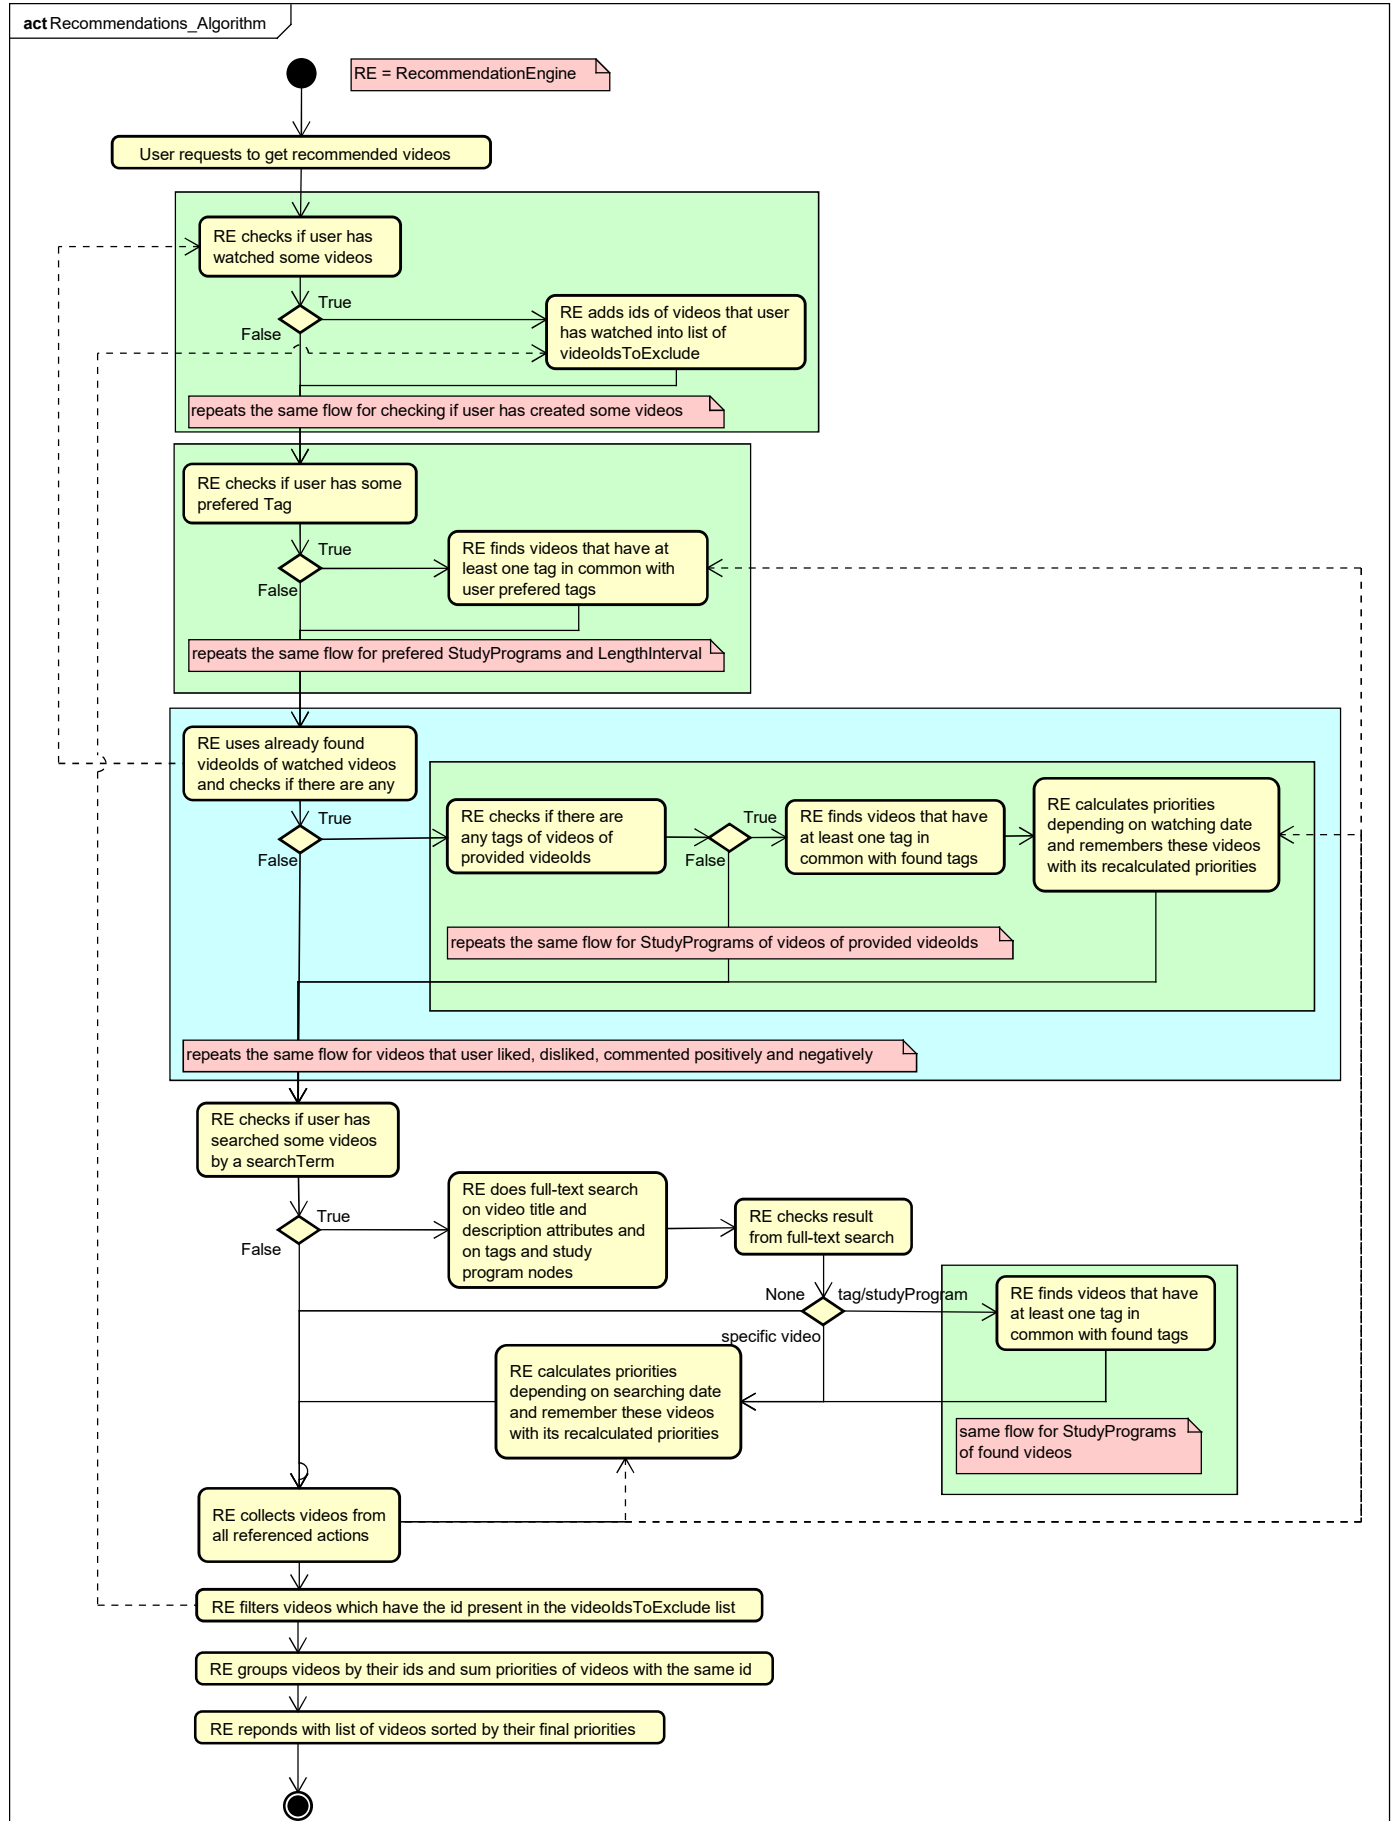 act Recommendations_Algorithm
RE = RecommendationEngine
User requests to get recommended videos
RE checks if user has
watched some videos
True
False
RE adds ids of videos that user
has watched into list of
videoIdsToExclude
repeats the same flow for checking if user has created some videos
RE checks if user has some
prefered Tag
True
False
RE finds videos that have at
least one tag in common with
user prefered tags
repeats the same flow for prefered StudyPrograms and LengthInterval
RE uses already found
videoIds of watched videos
and checks if there are any
True
False
RE checks if there are
any tags of videos of
provided videoIds
True
False
RE finds videos that have
at least one tag in
common with found tags
RE calculates priorities
depending on watching date
and remembers these videos
with its recalculated priorities
repeats the same flow for StudyPrograms of videos of provided videoIds
repeats the same flow for videos that user liked, disliked, commented positively and negatively
RE checks if user has
searched some videos
by a searchTerm
True
False
RE does full-text search
on video title and
description attributes and
on tags and study
program nodes
RE checks result
from full-text search
None
tag/studyProgram
specific video
RE finds videos that have
at least one tag in
common with found tags
RE calculates priorities
depending on searching date
and remember these videos
with its recalculated priorities
same flow for StudyPrograms
of found videos
RE collects videos from
all referenced actions
RE filters videos which have the id present in the videoIdsToExclude list
RE groups videos by their ids and sum priorities of videos with the same id
RE reponds with list of videos sorted by their final priorities